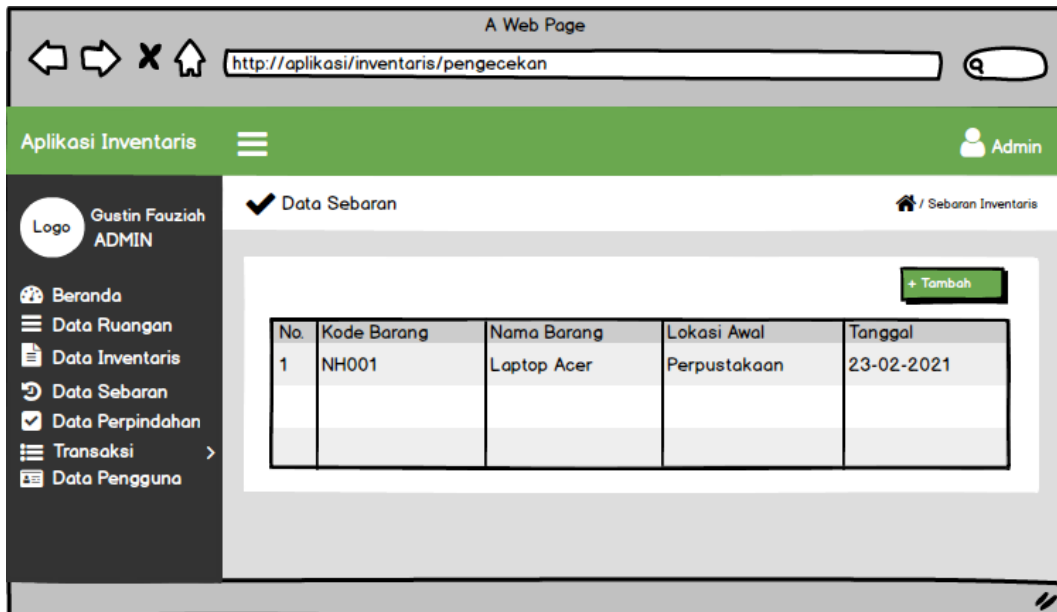 A Web Page
http://aplikasi/inventaris/pengecekan
Aplikasi Inventaris
Admin
Logo
Gustin Fauziah
ADMIN
Beranda
Data Ruangan
Data Inventaris
Data Sebaran
Data Perpindahan
Transaksi >
Data Pengguna
Data Sebaran
/ Sebaran Inventaris
+ Tambah
No. Kode Barang Nama Barang Lokasi Awal Tanggal
1 NH001 Laptop Acer Perpustakaan 23-02-2021